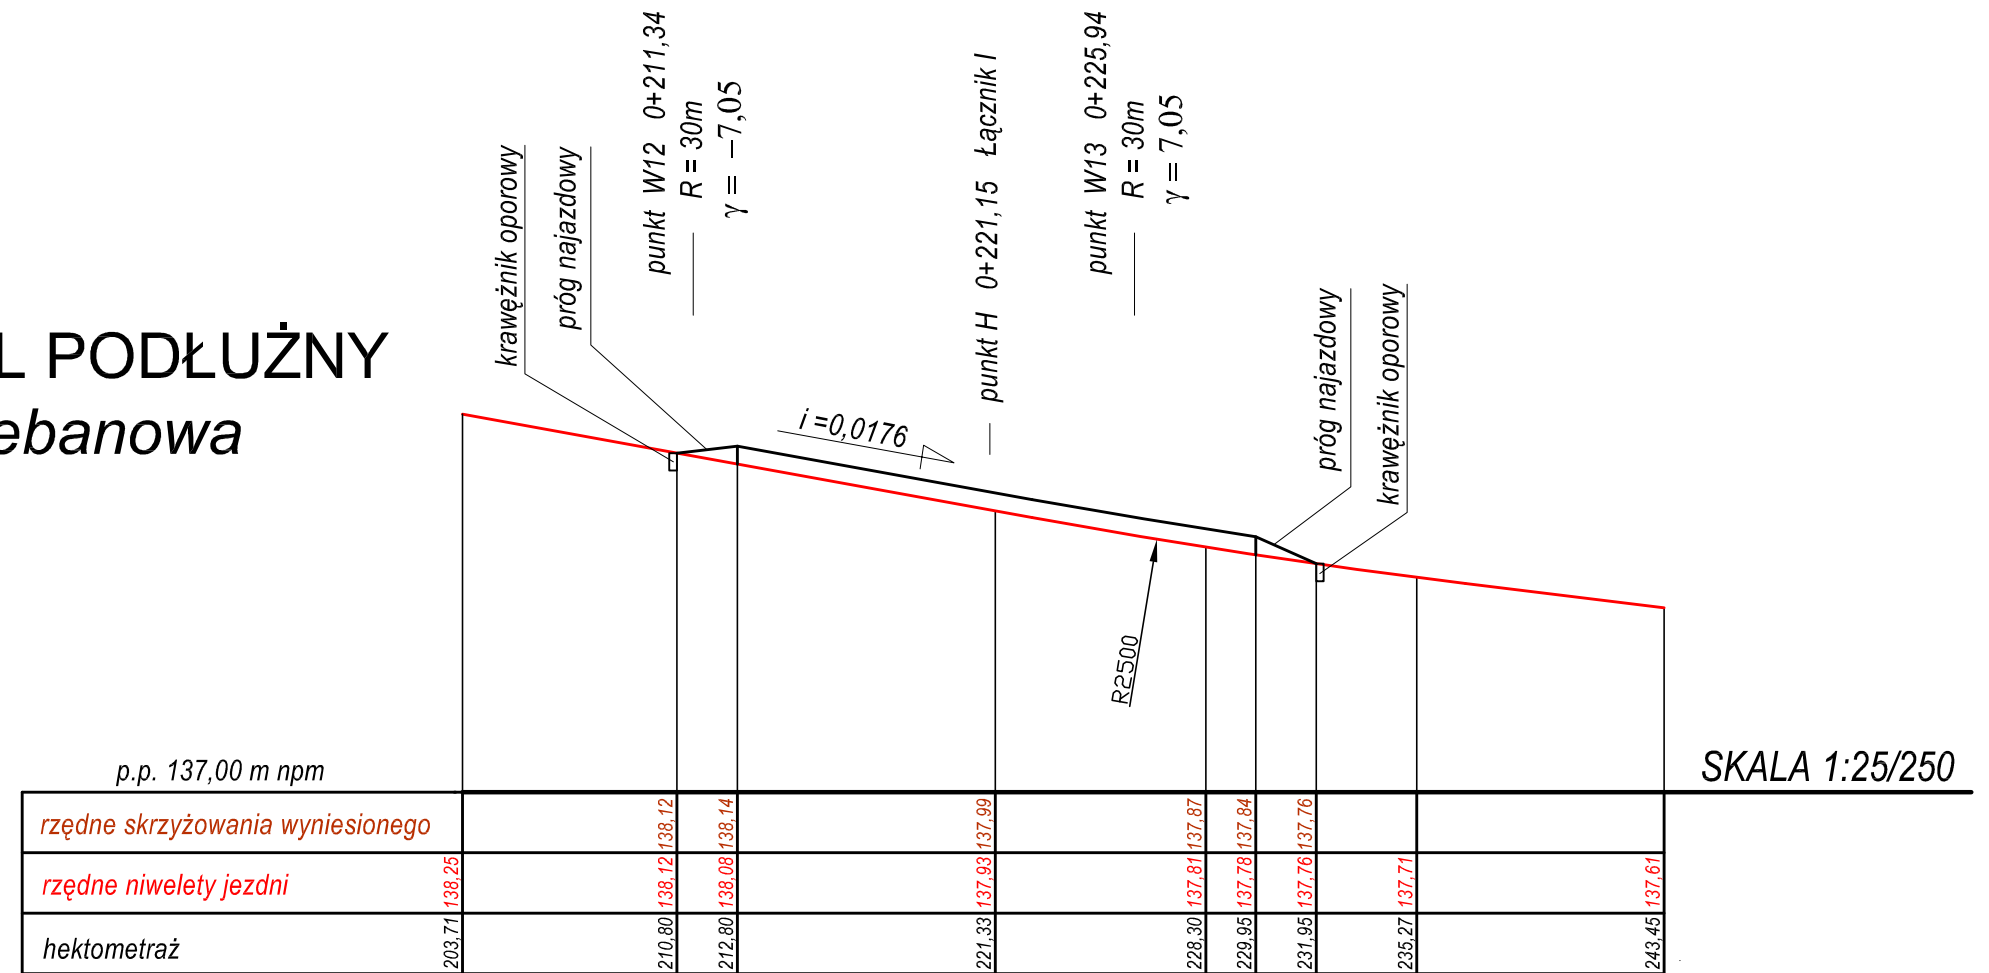 L PODŁUŻNY
ebanowa
krawężnik oporowy
próg najazdowy
punkt W12 0+211,34
R = 30m
γ = −7,05
punkt H 0+221,15 Łącznik I
punkt W13 0+225,94
R = 30m
γ = 7,05
próg najazdowy
krawężnik oporowy
i =0,0176
R2500
p.p. 137,00 m npm
SKALA 1:25/250
rzędne skrzyżowania wyniesionego 138,12 138,14 137,99 137,87 137,84 137,76
rzędne niwelety jezdni 138,25 138,12 138,08 137,93 137,81 137,78 137,76 137,71 137,61
hektometraż 203,71 210,80 212,80 221,33 228,30 229,95 231,95 235,27 243,45